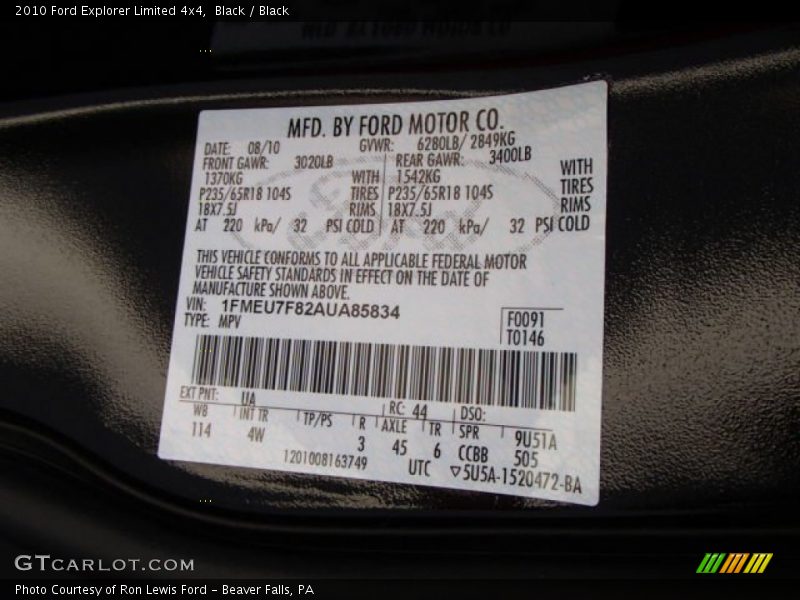 2010 Ford Explorer Limited 4x4, Black / Black
MFD. BY FORD MOTOR CO.
DATE: 08/10 GVWR: 6280LB/ 2849KG
FRONT GAWR: 3020LB REAR GAWR: 3400LB
1370KG WITH 1542KG WITH
P235/65R18 104S TIRES P235/65R18 104S TIRES
18X7.5J RIMS 18X7.5J RIMS
AT 220 kPa/ 32 PSI COLD AT 220 kPa/ 32 PSI COLD
THIS VEHICLE CONFORMS TO ALL APPLICABLE FEDERAL MOTOR
VEHICLE SAFETY STANDARDS IN EFFECT ON THE DATE OF
MANUFACTURE SHOWN ABOVE.
VIN: 1FMEU7F82AUA85834
TYPE: MPV
F0091
T0146
EXT PNT: UA RC: 44 DSO:
WB INT TR TP/PS R AXLE TR SPR 9U51A
114 4W 3 45 6 CCBB 505
1201008163749 UTC ▽5U5A-1520472-BA
GTCARLOT.COM
Photo Courtesy of Ron Lewis Ford - Beaver Falls, PA